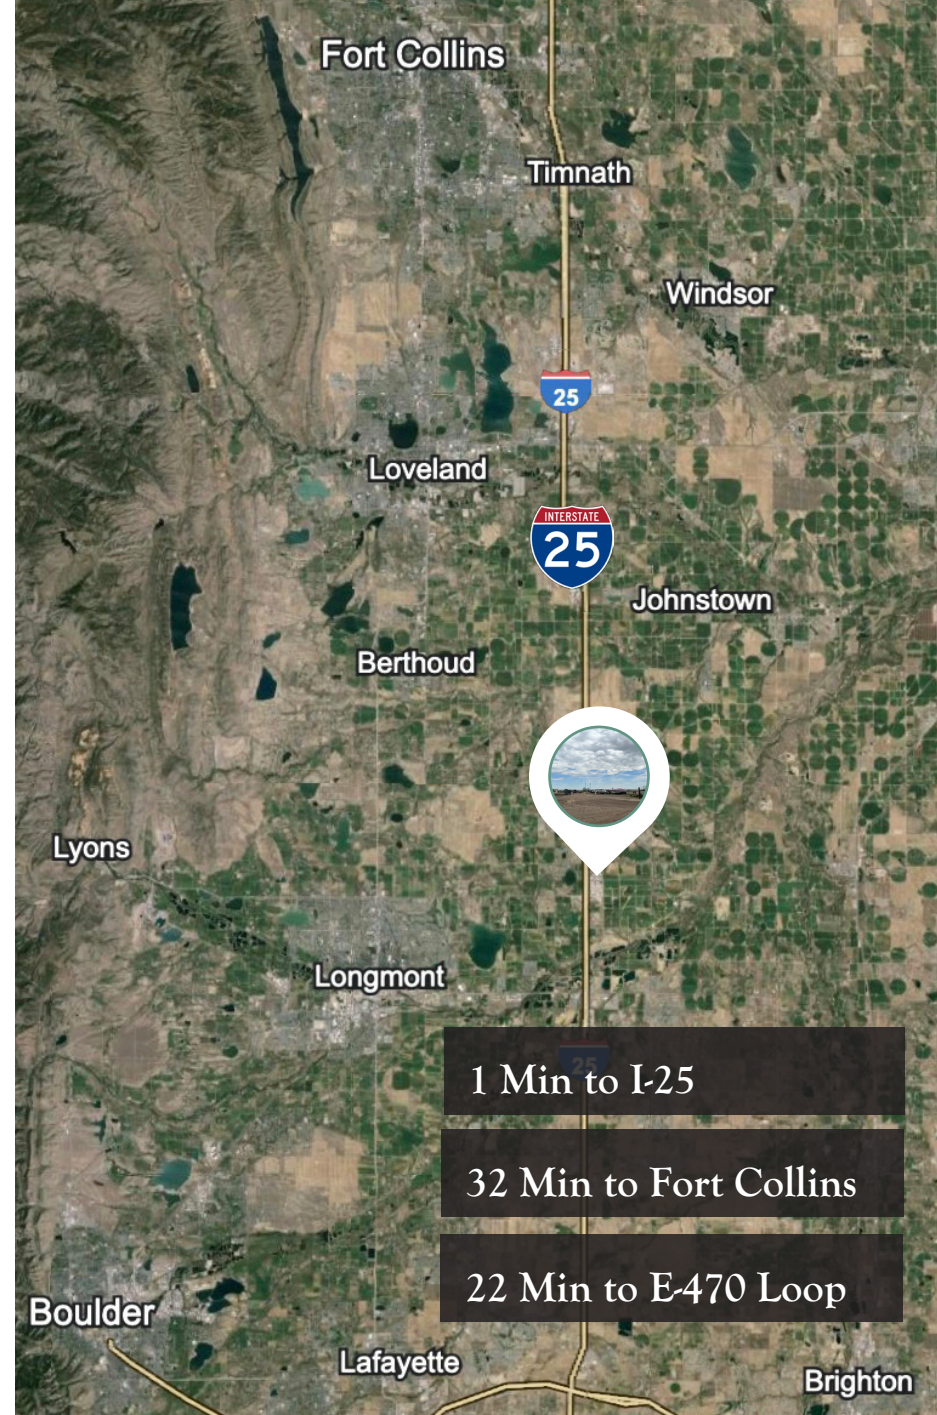 Fort Collins
Timnath
Windsor
25
Loveland
INTERSTATE
25
Johnstown
Berthoud
Lyons
Longmont
25
1 Min to I-25
32 Min to Fort Collins
22 Min to E-470 Loop
Boulder
Lafayette
Brighton